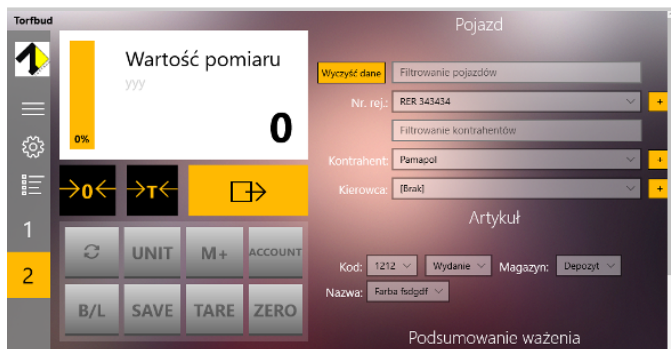 Torfbud
Wartość pomiaru
yyy
0%
0
→0←
→T←
UNIT
M+
ACCOUNT
B/L
SAVE
TARE
ZERO
1
2
Pojazd
Wyczyść dane
Filtrowanie pojazdów
Nr. rej.: RER 343434 +
Filtrowanie kontrahentów
Kontrahent: Pamapol +
Kierowca: [Brak] +
Artykuł
Kod: 1212 Wydanie Magazyn: Depozyt
Nazwa: Farba fsdgdf
Podsumowanie ważenia